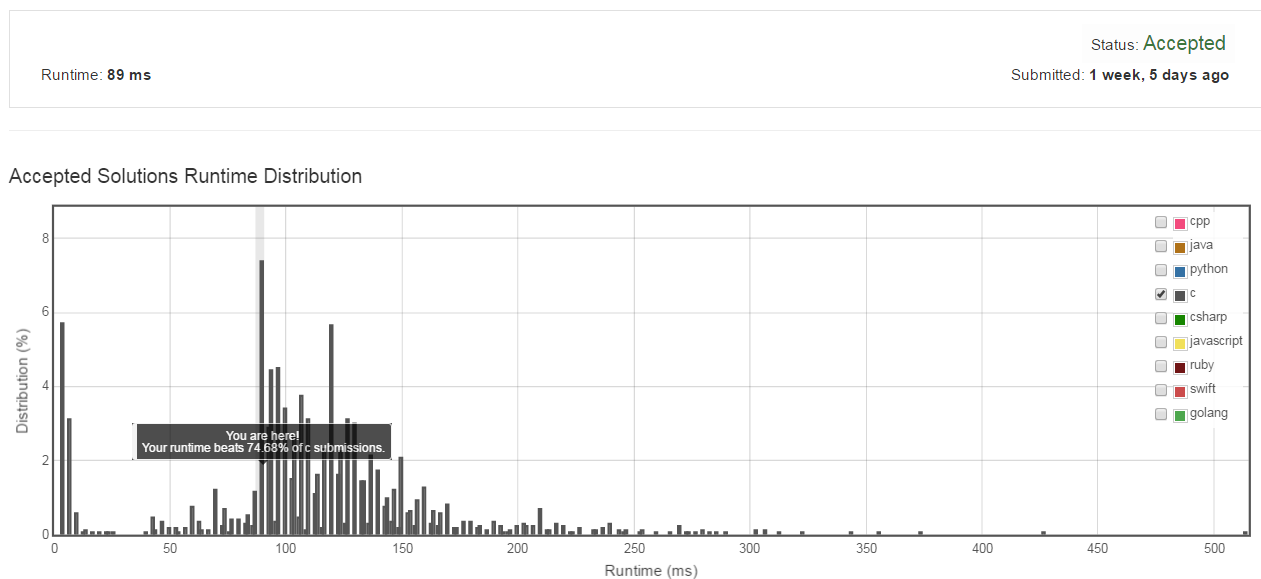 Status: Accepted
Runtime: 89 ms
Submitted: 1 week, 5 days ago
Accepted Solutions Runtime Distribution
Distribution (%)
8
6
4
2
0
You are here!
Your runtime beats 74.68% of c submissions.
cpp
java
python
c
csharp
javascript
ruby
swift
golang
0 50 100 150 200 250 300 350 400 450 500
Runtime (ms)